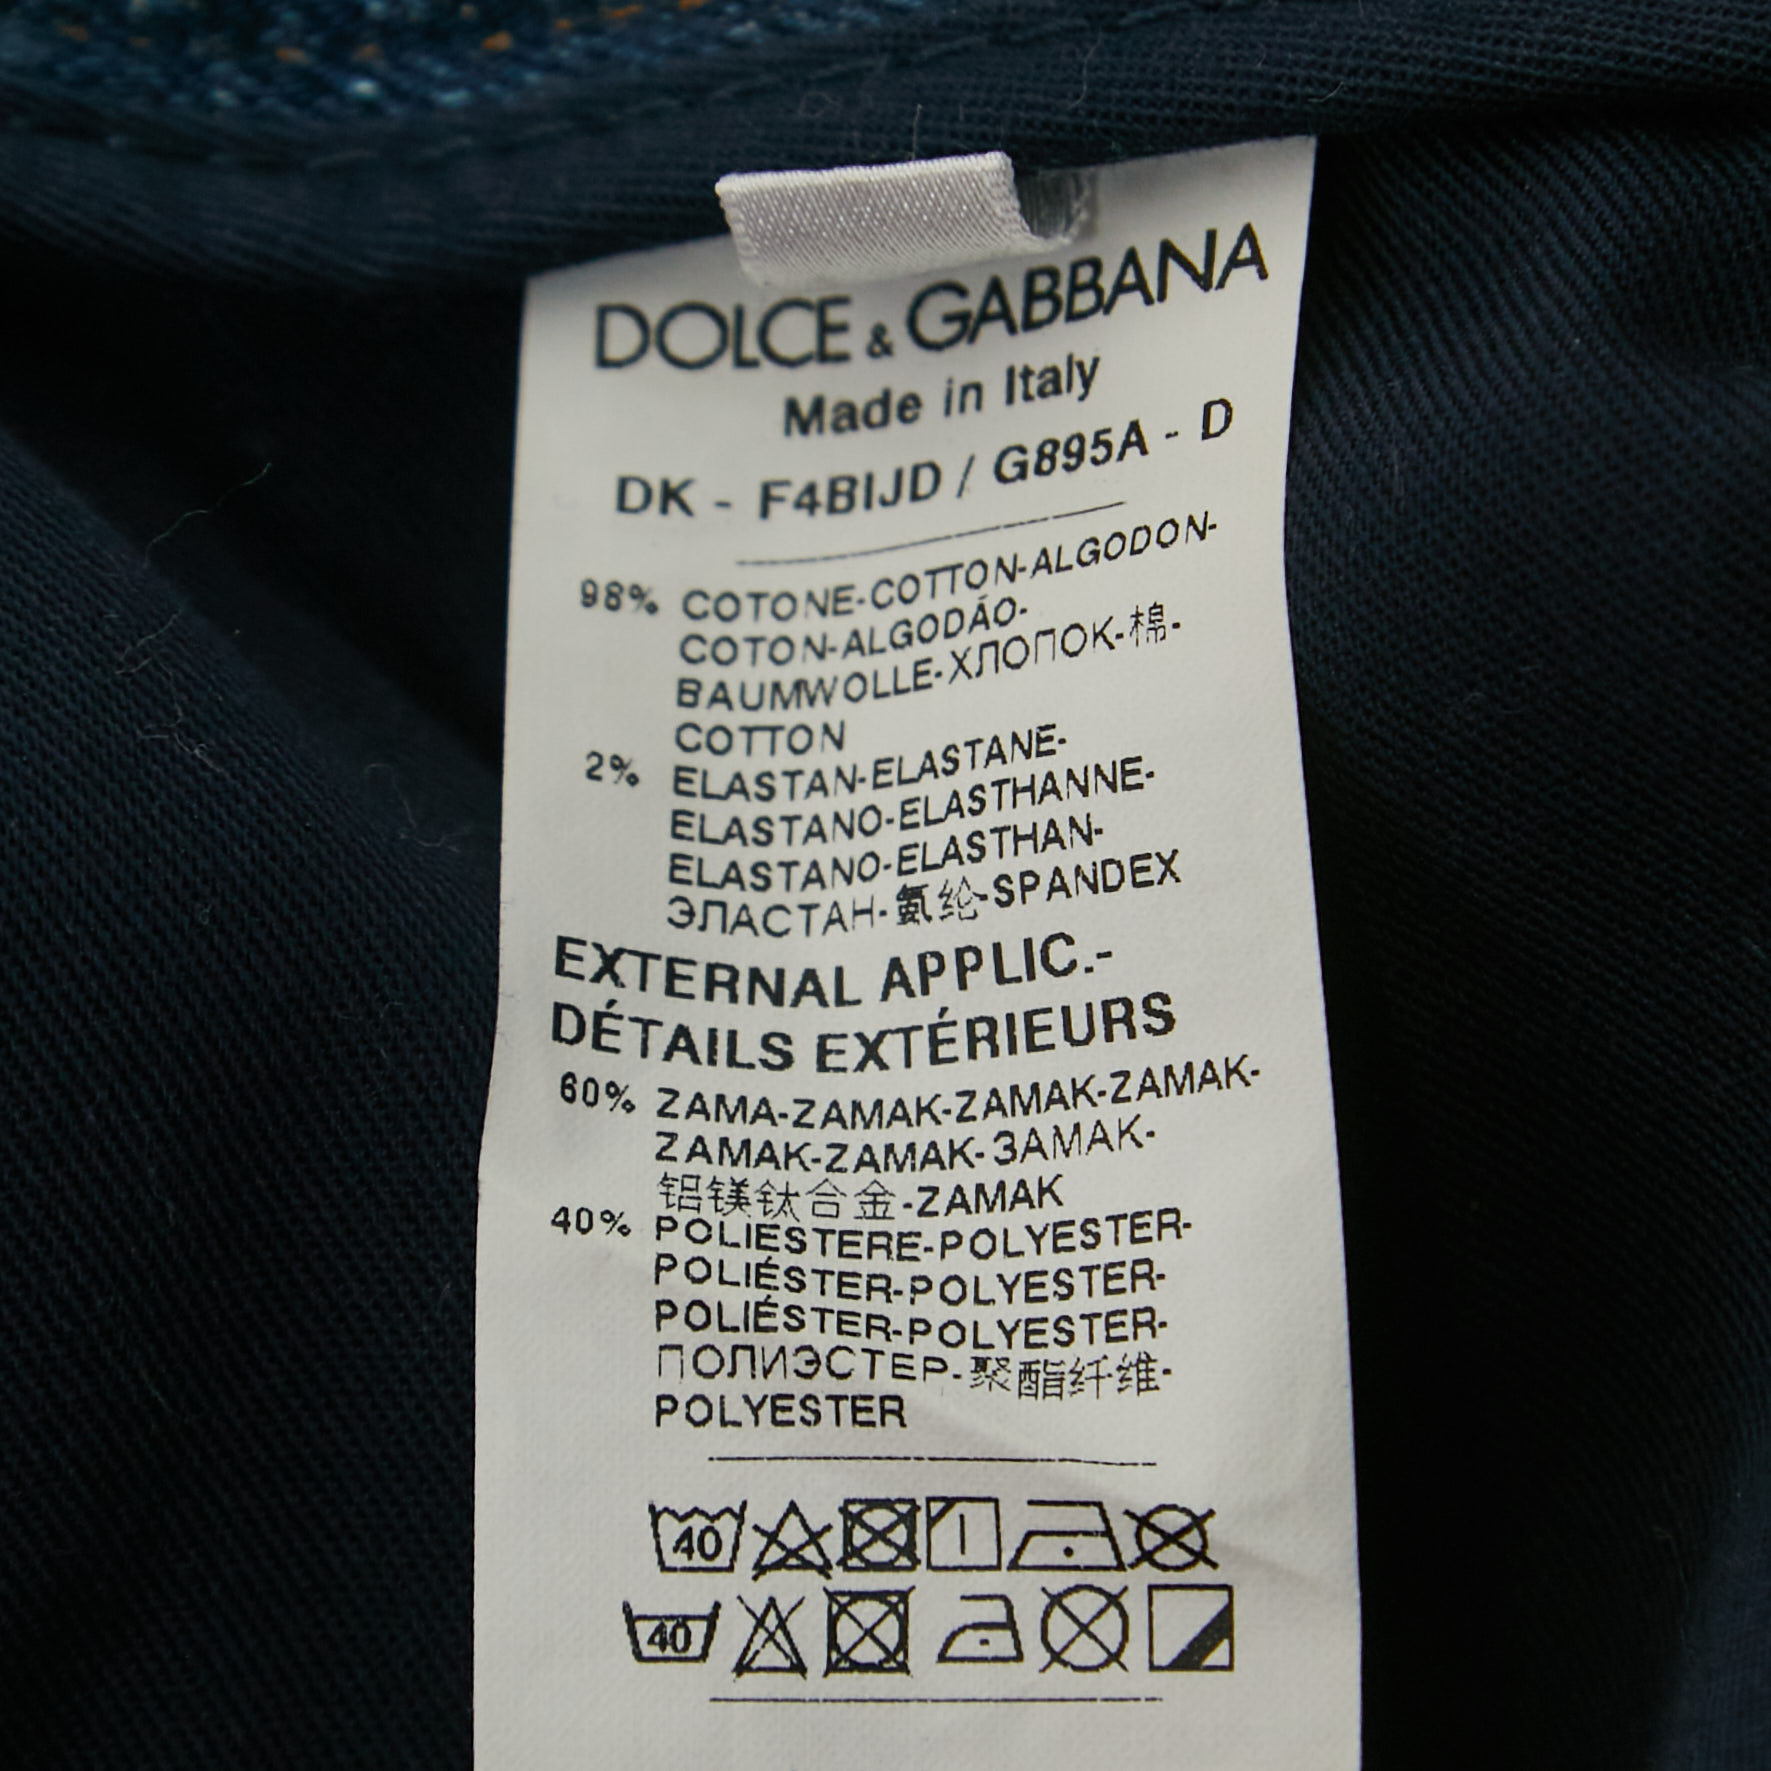 DOLCE & GABBANA
Made in Italy
DK - F4BIJD / G895A - D
98% COTONE-COTTON-ALGODON-
COTON-ALGODÁO-
BAUMWOLLE-ХЛОПОК-棉-
COTTON
2% ELASTAN-ELASTANE-
ELASTANO-ELASTHANNE-
ELASTANO-ELASTHAN-
ЭЛАСТАН-氨纶-SPANDEX
EXTERNAL APPLIC.-
DÉTAILS EXTÉRIEURS
60% ZAMA-ZAMAK-ZAMAK-ZAMAK-
ZAMAK-ZAMAK-ЗАМАК-
铝镁钛合金-ZAMAK
40% POLIESTERE-POLYESTER-
POLIÉSTER-POLYESTER-
POLIÉSTER-POLYESTER-
ПОЛИЭСТЕР-聚酯纤维-
POLYESTER
40
40